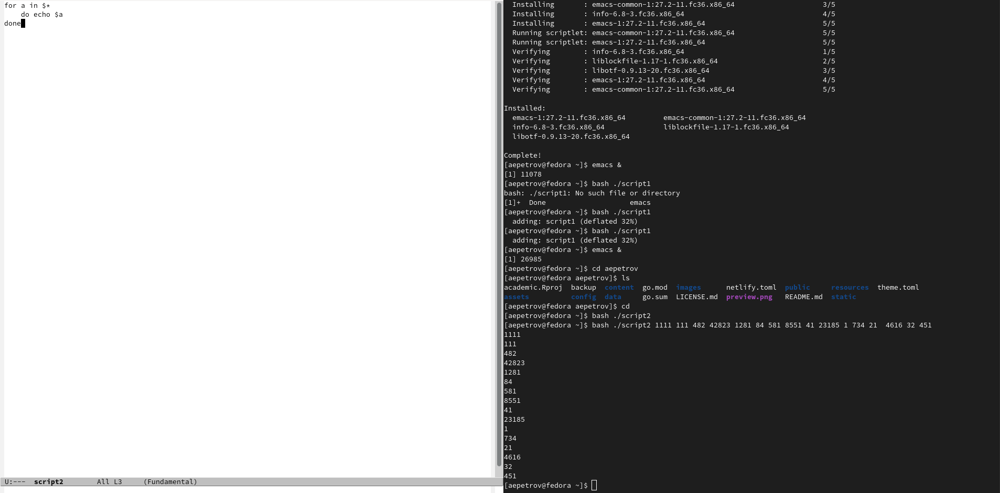 for a in $*
    do echo $a
done
U:---  script2        All L3     (Fundamental)
  Installing       : emacs-common-1:27.2-11.fc36.x86_64                     3/5
  Installing       : info-6.8-3.fc36.x86_64                                 4/5
  Installing       : emacs-1:27.2-11.fc36.x86_64                            5/5
  Running scriptlet: emacs-common-1:27.2-11.fc36.x86_64                     5/5
  Running scriptlet: emacs-1:27.2-11.fc36.x86_64                            5/5
  Verifying        : info-6.8-3.fc36.x86_64                                 1/5
  Verifying        : liblockfile-1.17-1.fc36.x86_64                         2/5
  Verifying        : libotf-0.9.13-20.fc36.x86_64                           3/5
  Verifying        : emacs-1:27.2-11.fc36.x86_64                            4/5
  Verifying        : emacs-common-1:27.2-11.fc36.x86_64                     5/5
Installed:
  emacs-1:27.2-11.fc36.x86_64         emacs-common-1:27.2-11.fc36.x86_64
  info-6.8-3.fc36.x86_64              liblockfile-1.17-1.fc36.x86_64
  libotf-0.9.13-20.fc36.x86_64
Complete!
[aepetrov@fedora ~]$ emacs &
[1] 11078
[aepetrov@fedora ~]$ bash ./script1
bash: ./script1: No such file or directory
[1]+  Done                    emacs
[aepetrov@fedora ~]$ bash ./script1
  adding: script1 (deflated 32%)
[aepetrov@fedora ~]$ bash ./script1
  adding: script1 (deflated 32%)
[aepetrov@fedora ~]$ emacs &
[1] 26985
[aepetrov@fedora ~]$ cd aepetrov
[aepetrov@fedora aepetrov]$ ls
academic.Rproj  backup  content  go.mod  images      netlify.toml  public     resources  theme.toml
assets          config  data     go.sum  LICENSE.md  preview.png   README.md  static
[aepetrov@fedora aepetrov]$ cd
[aepetrov@fedora ~]$ bash ./script2
[aepetrov@fedora ~]$ bash ./script2 1111 111 482 42823 1281 84 581 8551 41 23185 1 734 21  4616 32 451
1111
111
482
42823
1281
84
581
8551
41
23185
1
734
21
4616
32
451
[aepetrov@fedora ~]$